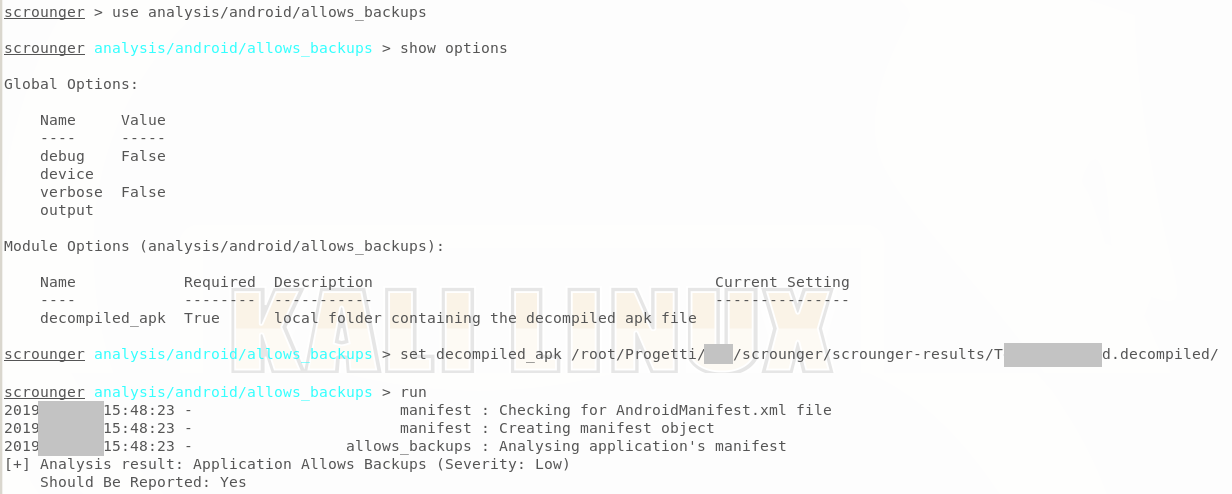 scrounger > use analysis/android/allows_backups
scrounger analysis/android/allows_backups > show options
Global Options:
Name Value
---- -----
debug False
device
verbose False
output
Module Options (analysis/android/allows_backups):
Name Required Description Current Setting
---- -------- ----------- ---------------
decompiled_apk True local folder containing the decompiled apk file
KALI LINUX
scrounger analysis/android/allows_backups > set decompiled_apk /root/Progetti/ /scrounger/scrounger-results/T d.decompiled/
scrounger analysis/android/allows_backups > run
2019 15:48:23 - manifest : Checking for AndroidManifest.xml file
2019 15:48:23 - manifest : Creating manifest object
2019 15:48:23 - allows_backups : Analysing application's manifest
[+] Analysis result: Application Allows Backups (Severity: Low)
Should Be Reported: Yes